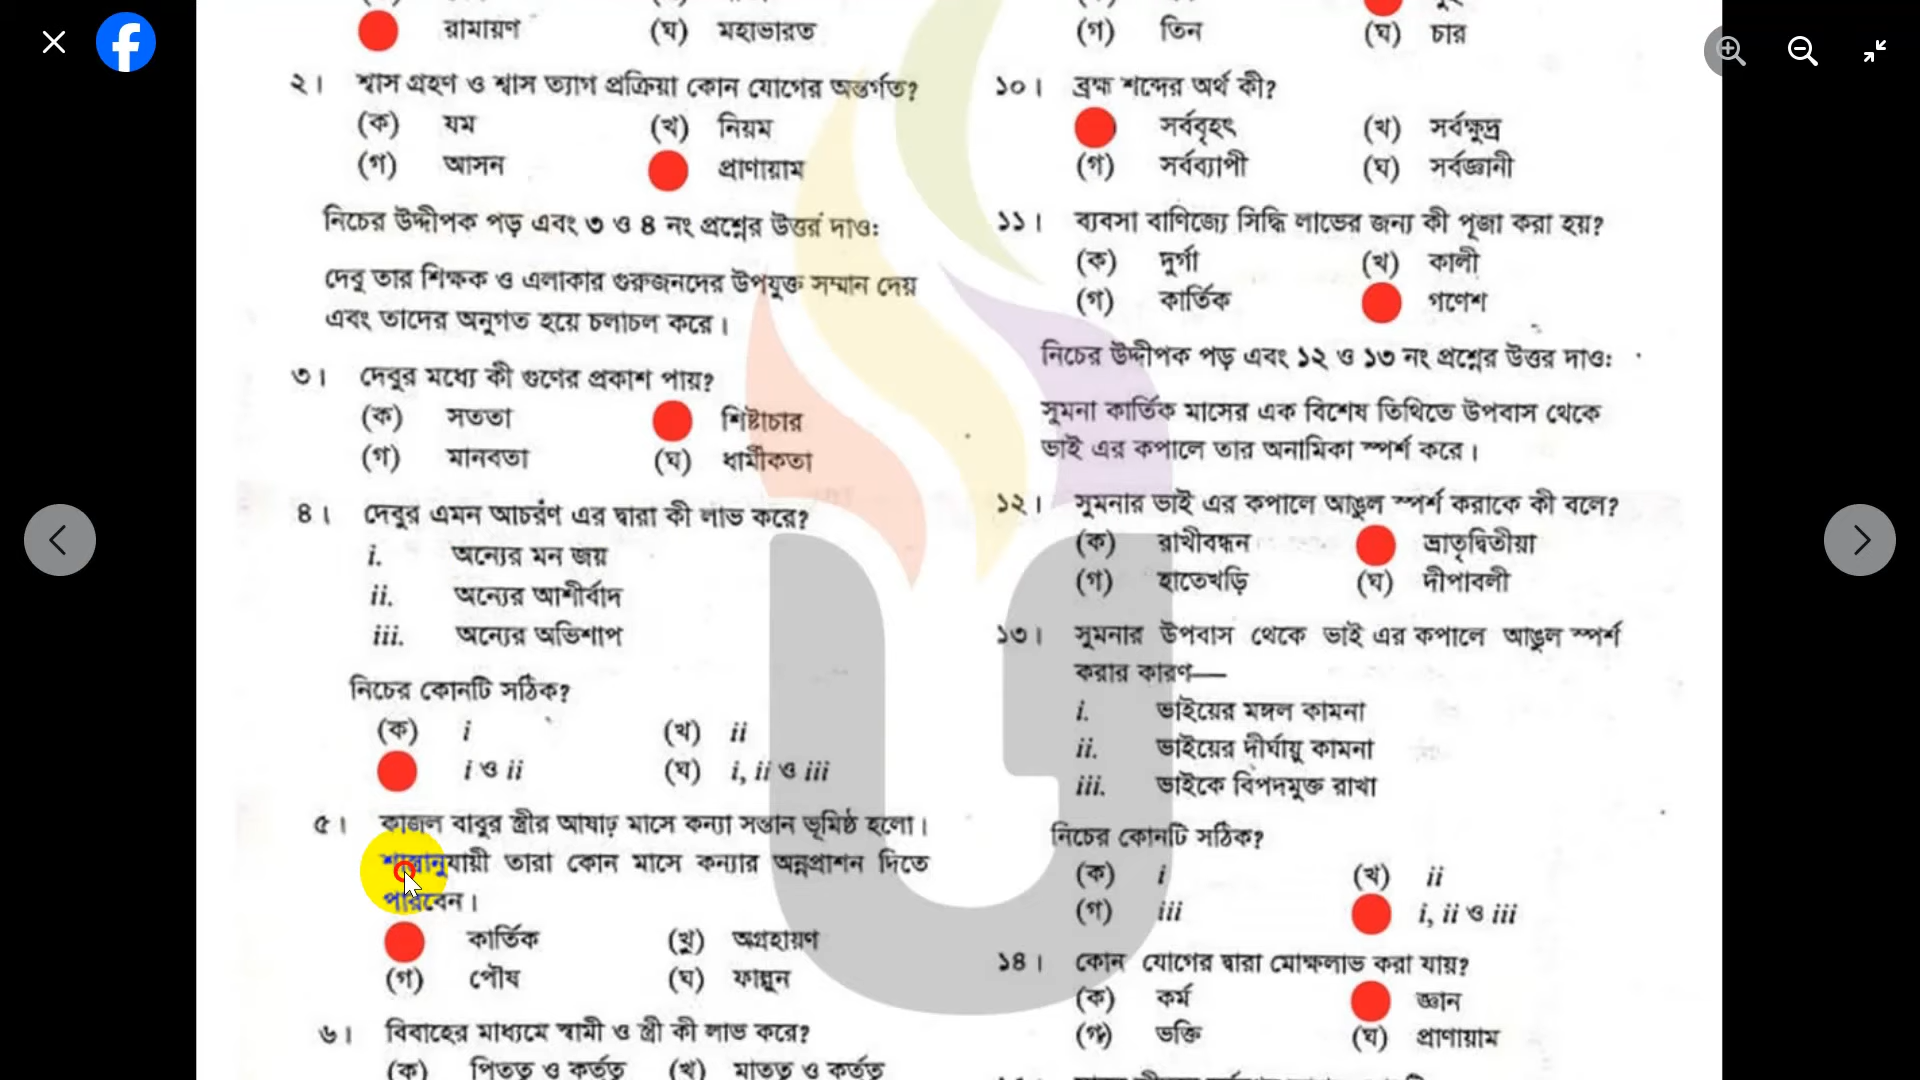 রামায়ণ (ঘ) মহাভারত
২। শ্বাস গ্রহণ ও শ্বাস ত্যাগ প্রক্রিয়া কোন যোগের অন্তর্গত?
(ক) যম (খ) নিয়ম
(গ) আসন প্রাণায়াম
নিচের উদ্দীপক পড় এবং ৩ ও ৪ নং প্রশ্নের উত্তর দাও:
দেবু তার শিক্ষক ও এলাকার গুরুজনদের উপযুক্ত সম্মান দেয়
এবং তাদের অনুগত হয়ে চলাচল করে।
৩। দেবুর মধ্যে কী গুণের প্রকাশ পায়?
(ক) সততা শিষ্টাচার
(গ) মানবতা (ঘ) ধার্মীকতা
৪। দেবুর এমন আচরণ এর দ্বারা কী লাভ করে?
i. অন্যের মন জয়
ii. অন্যের আশীর্বাদ
iii. অন্যের অভিশাপ
নিচের কোনটি সঠিক?
(ক) i (খ) ii
i ও ii (ঘ) i, ii ও iii
৫। কাজল বাবুর স্ত্রীর আষাঢ় মাসে কন্যা সন্তান ভূমিষ্ঠ হলো।
শাস্ত্রানুযায়ী তারা কোন মাসে কন্যার অন্নপ্রাশন দিতে
পারবেন।
কার্তিক (খ) অগ্রহায়ণ
(গ) পৌষ (ঘ) ফাল্গুন
৬। বিবাহের মাধ্যমে স্বামী ও স্ত্রী কী লাভ করে?
(ক) পিতৃত্ব ও কর্তৃত্ব (খ) মাতৃত্ব ও কর্তৃত্ব
(গ) তিন (ঘ) চার
১০। ব্রহ্ম শব্দের অর্থ কী?
সর্ববৃহৎ (খ) সর্বক্ষুদ্র
(গ) সর্বব্যাপী (ঘ) সর্বজ্ঞানী
১১। ব্যবসা বাণিজ্যে সিদ্ধি লাভের জন্য কী পূজা করা হয়?
(ক) দুর্গা (খ) কালী
(গ) কার্তিক গণেশ
নিচের উদ্দীপক পড় এবং ১২ ও ১৩ নং প্রশ্নের উত্তর দাও:
সুমনা কার্তিক মাসের এক বিশেষ তিথিতে উপবাস থেকে
ভাই এর কপালে তার অনামিকা স্পর্শ করে।
১২। সুমনার ভাই এর কপালে আঙুল স্পর্শ করাকে কী বলে?
(ক) রাখীবন্ধন ভ্রাতৃদ্বিতীয়া
(গ) হাতেখড়ি (ঘ) দীপাবলী
১৩। সুমনার উপবাস থেকে ভাই এর কপালে আঙুল স্পর্শ
করার কারণ—
i. ভাইয়ের মঙ্গল কামনা
ii. ভাইয়ের দীর্ঘায়ু কামনা
iii. ভাইকে বিপদমুক্ত রাখা
নিচের কোনটি সঠিক?
(ক) i (খ) ii
(গ) iii i, ii ও iii
১৪। কোন যোগের দ্বারা মোক্ষলাভ করা যায়?
(ক) কর্ম জ্ঞান
(গ) ভক্তি (ঘ) প্রাণায়াম